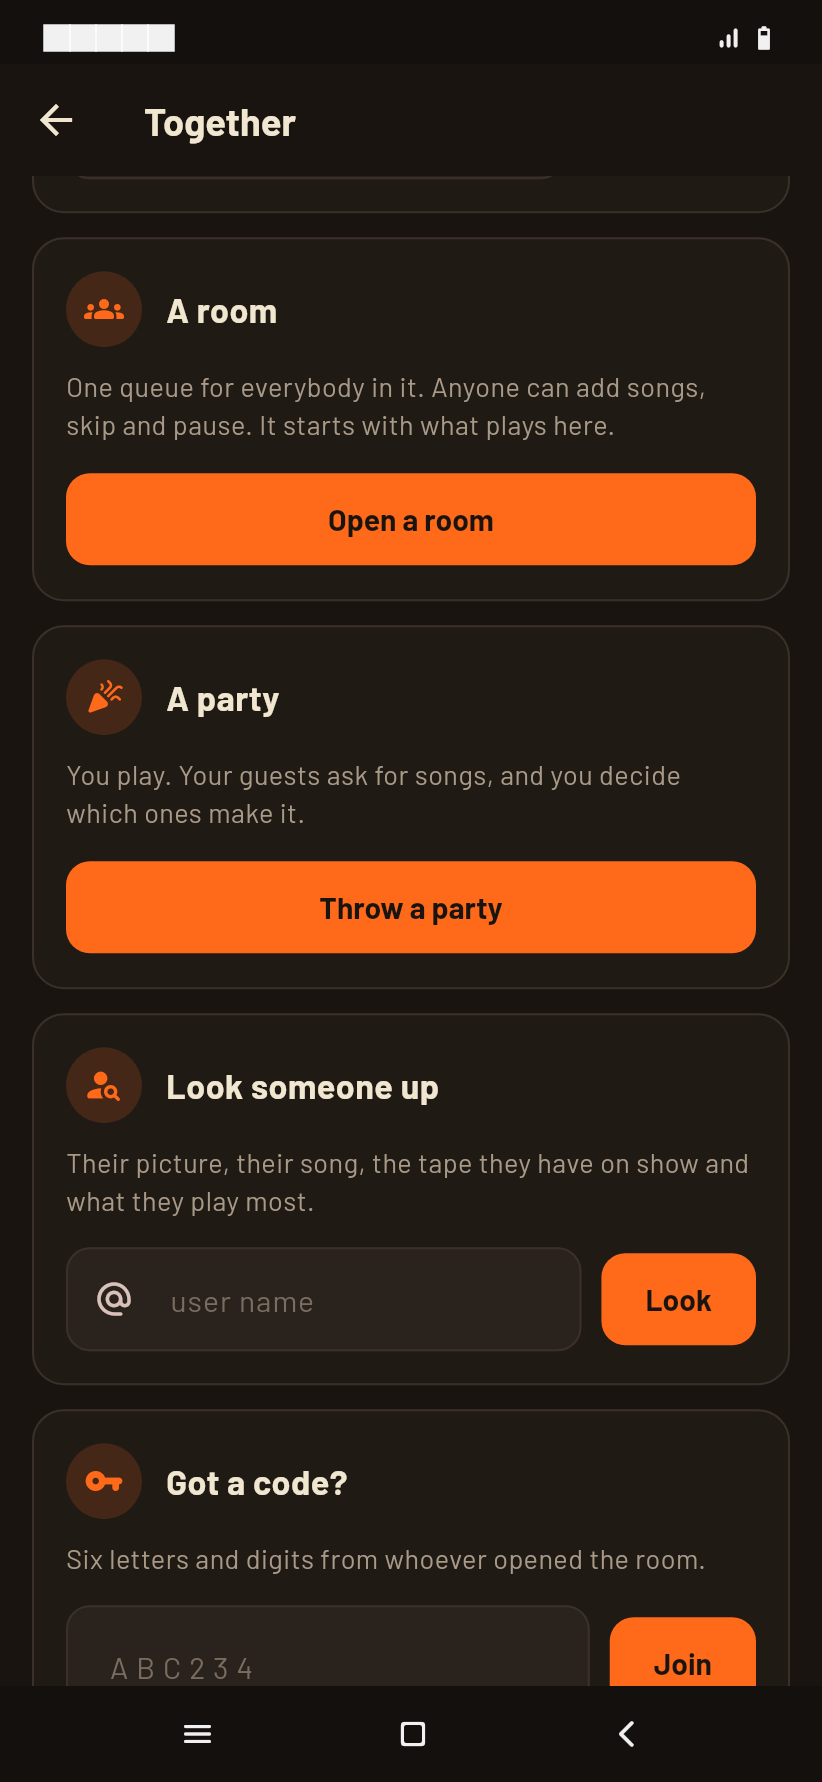 Together
A room
One queue for everybody in it. Anyone can add songs,
skip and pause. It starts with what plays here.
Open a room
A party
You play. Your guests ask for songs, and you decide
which ones make it.
Throw a party
Look someone up
Their picture, their song, the tape they have on show and
what they play most.
@ user name
Look
Got a code?
Six letters and digits from whoever opened the room.
ABC234
Join